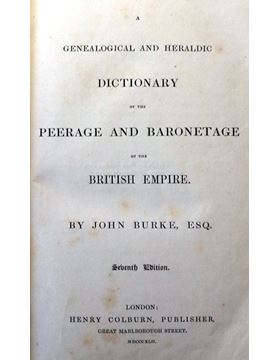 A
GENEALOGICAL AND HERALDIC
DICTIONARY
OF THE
PEERAGE AND BARONETAGE
OF THE
BRITISH EMPIRE.
BY JOHN BURKE, ESQ.
Seventh Edition.
LONDON:
HENRY COLBURN, PUBLISHER,
GREAT MARLBOROUGH STREET.
MDCCCXLII.